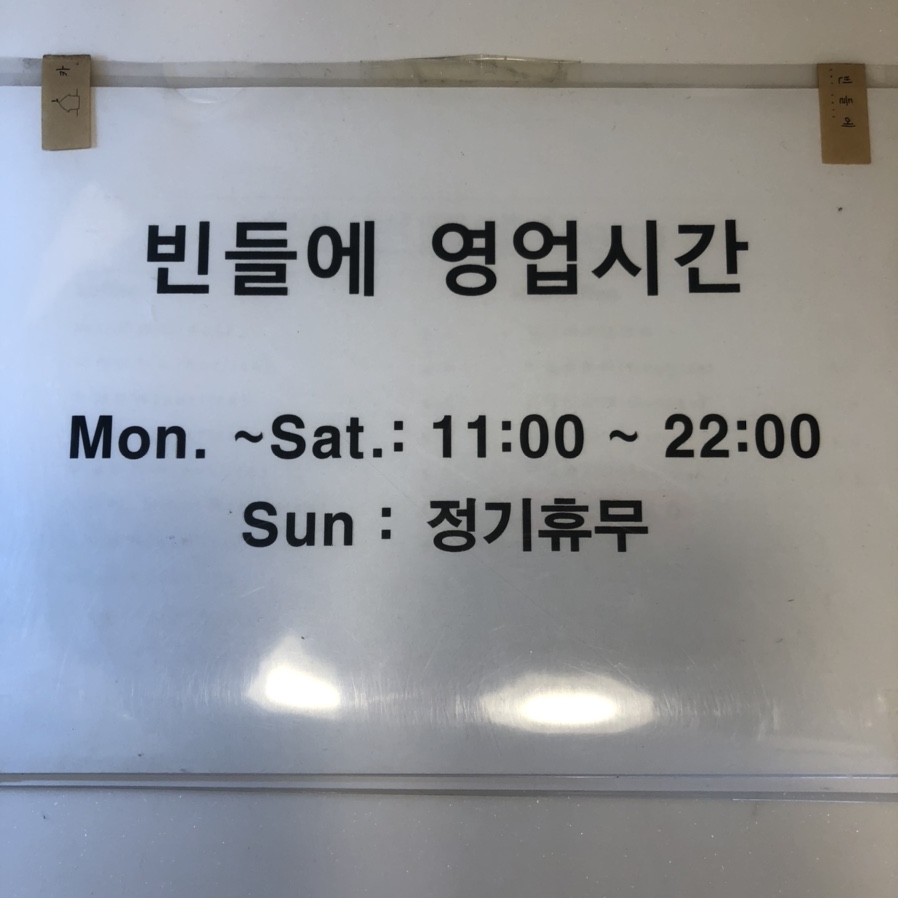 빈들에 영업시간
Mon. ~Sat.: 11:00 ~ 22:00
Sun : 정기휴무